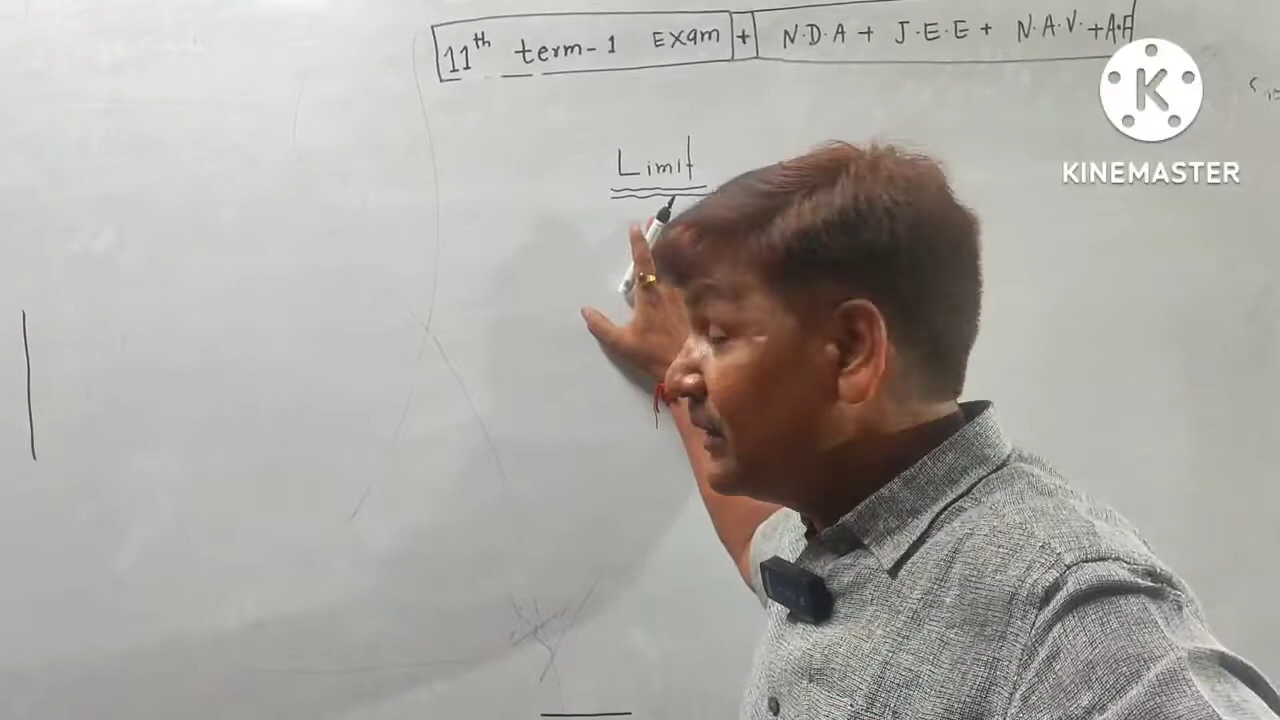 11th term-1 Exam + N.D.A + J.E.E + N.A.V. + A.F
Limit
K
KINEMASTER